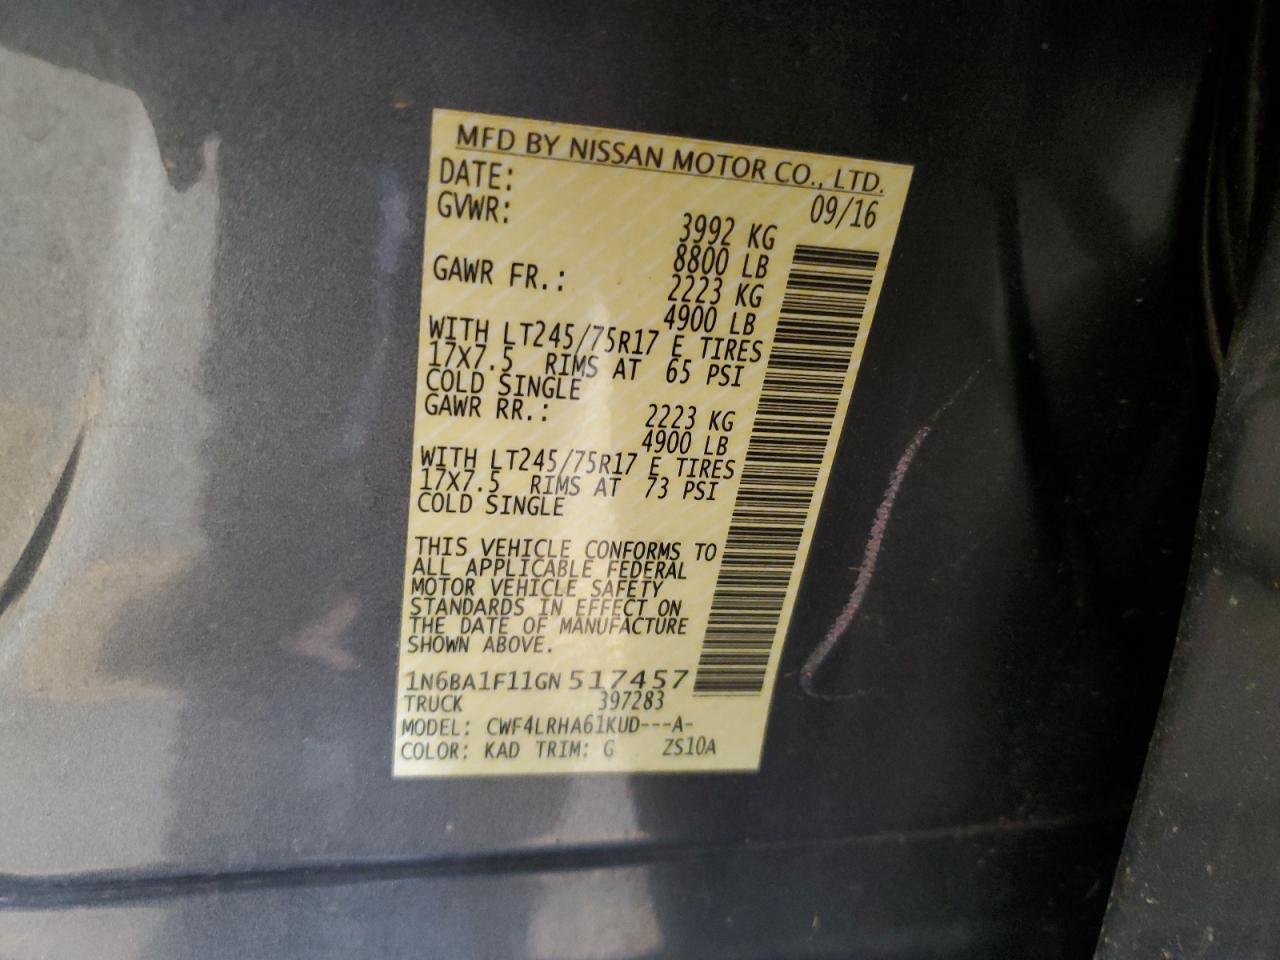 MFD BY NISSAN MOTOR CO., LTD.
DATE: 09/16
GVWR: 3992 KG
8800 LB
GAWR FR.: 2223 KG
4900 LB
WITH LT245/75R17 E TIRES
17X7.5 RIMS AT 65 PSI
COLD SINGLE
GAWR RR.: 2223 KG
4900 LB
WITH LT245/75R17 E TIRES
17X7.5 RIMS AT 73 PSI
COLD SINGLE
THIS VEHICLE CONFORMS TO
ALL APPLICABLE FEDERAL
MOTOR VEHICLE SAFETY
STANDARDS IN EFFECT ON
THE DATE OF MANUFACTURE
SHOWN ABOVE.
1N6BA1F11GN517457
TRUCK 397283
MODEL: CWF4LRHA61KUD---A-
COLOR: KAD TRIM: G ZS10A